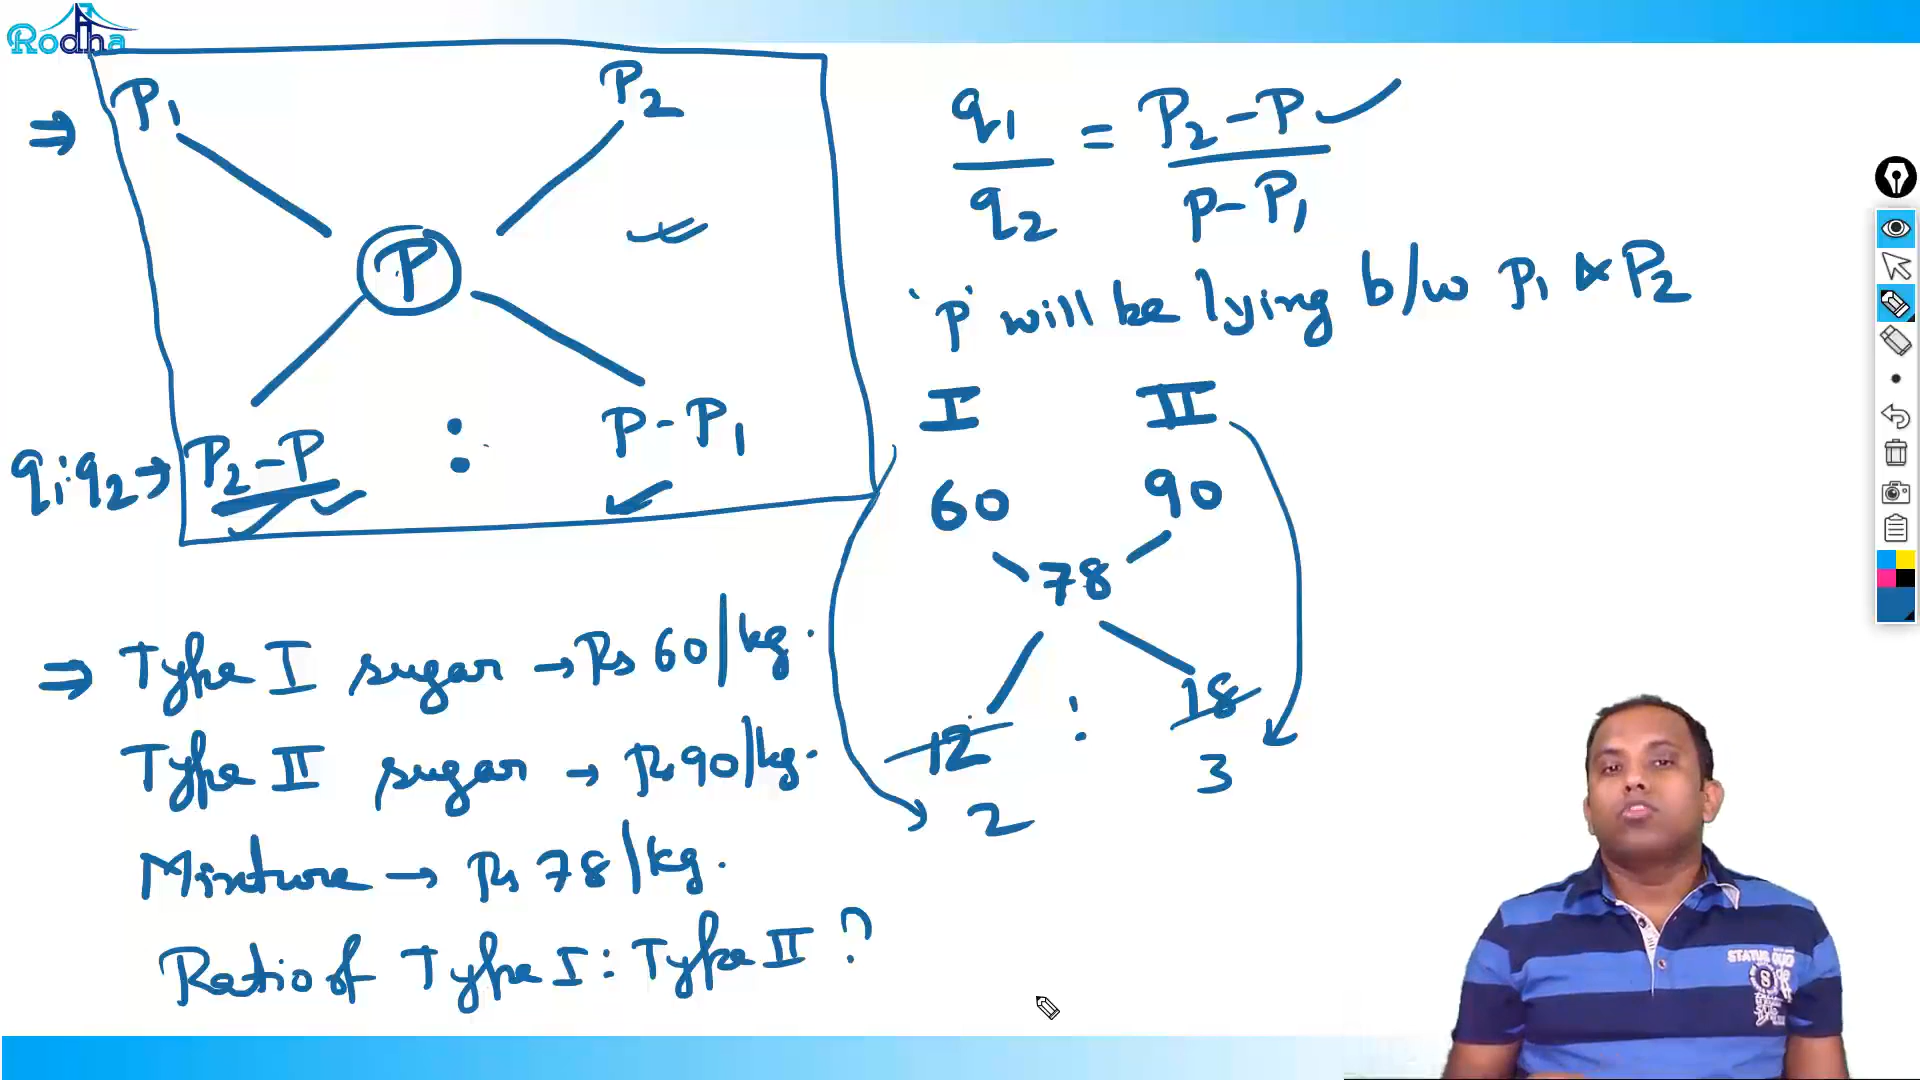 Rodha
⇒ P1 P2
P
q1:q2 → P2-P : P-P1
q1/q2 = P2-P/P-P1
'P' will be lying b/w P1 & P2
I II
60 90
78
12 : 18
2 3
⇒ Type I sugar → Rs 60/kg.
Type II sugar → Rs 90/kg.
Mixture → Rs 78/kg.
Ratio of Type I : Type II ?
STATUS QUO
8